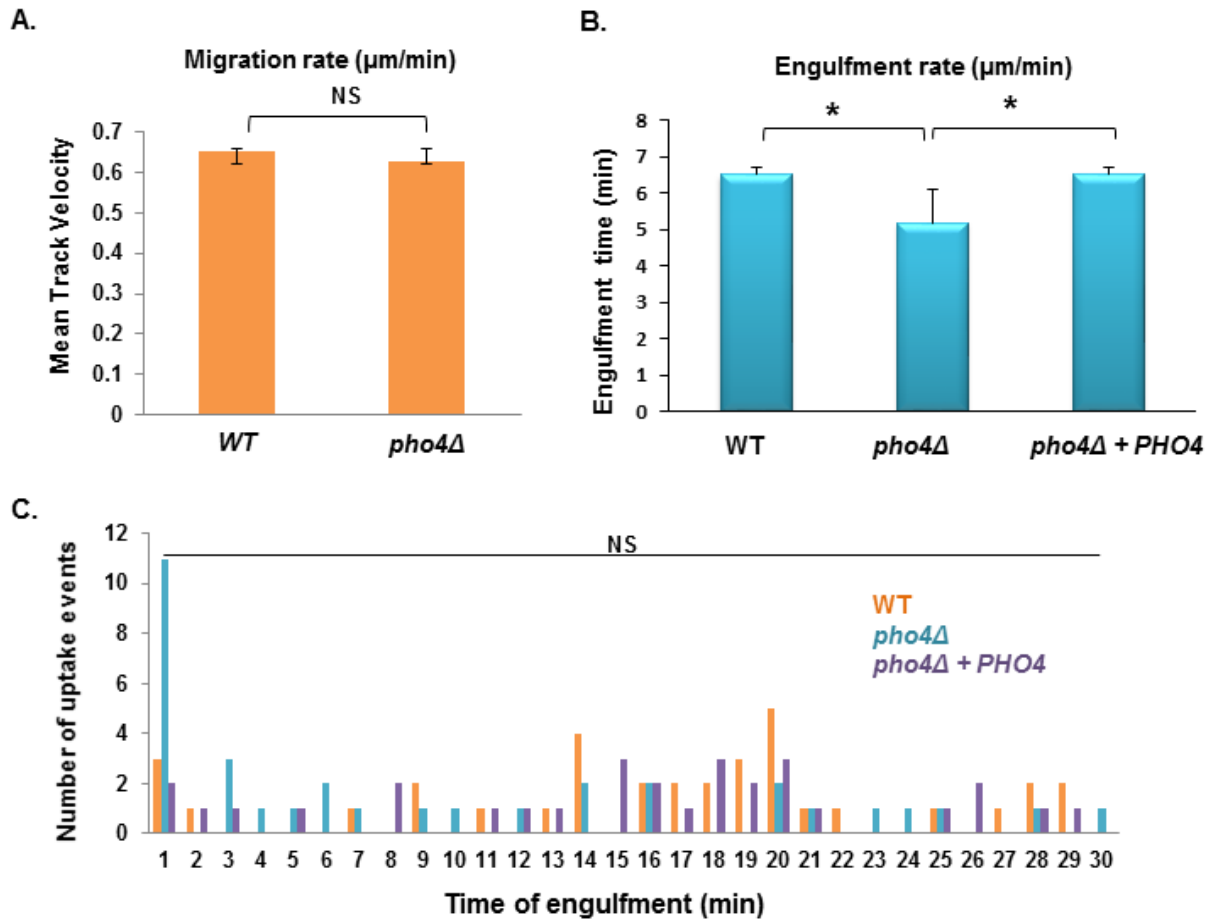 A.
Migration rate (µm/min)
NS
Mean Track Velocity
0.7
0.6
0.5
0.4
0.3
0.2
0.1
0
WT
pho4Δ
B.
Engulfment rate (µm/min)
*
*
Engulfment time (min)
8
7
6
5
4
3
2
1
0
WT
pho4Δ
pho4Δ + PHO4
C.
Number of uptake events
12
10
8
6
4
2
0
NS
WT
pho4Δ
pho4Δ + PHO4
1 2 3 4 5 6 7 8 9 10 11 12 13 14 15 16 17 18 19 20 21 22 23 24 25 26 27 28 29 30
Time of engulfment (min)